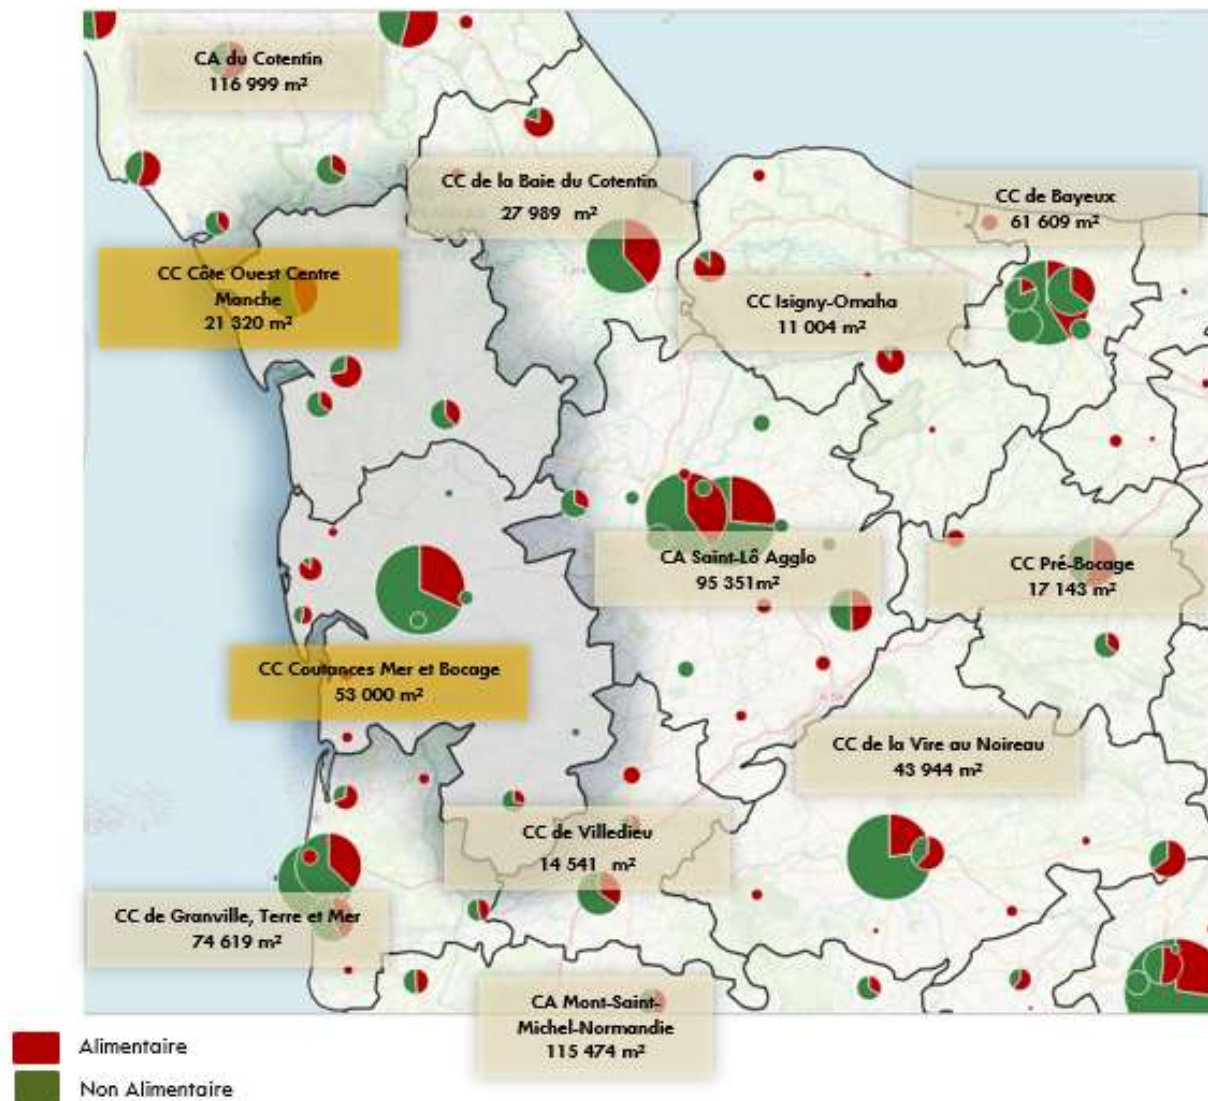 CA du Cotentin
116 999 m²
CC de la Baie du Cotentin
27 989 m²
CC de Bayeux
61 609 m²
CC Côte Ouest Centre
Manche
21 320 m²
CC Isigny-Omaha
11 004 m²
CA Saint-Lô Agglo
95 351m²
CC Pré-Bocage
17 143 m²
CC Coutances Mer et Bocage
53 000 m²
CC de la Vire au Noireau
43 944 m²
CC de Villedieu
14 541 m²
CC de Granville, Terre et Mer
74 619 m²
CA Mont-Saint-
Michel-Normandie
115 474 m²
Alimentaire
Non Alimentaire